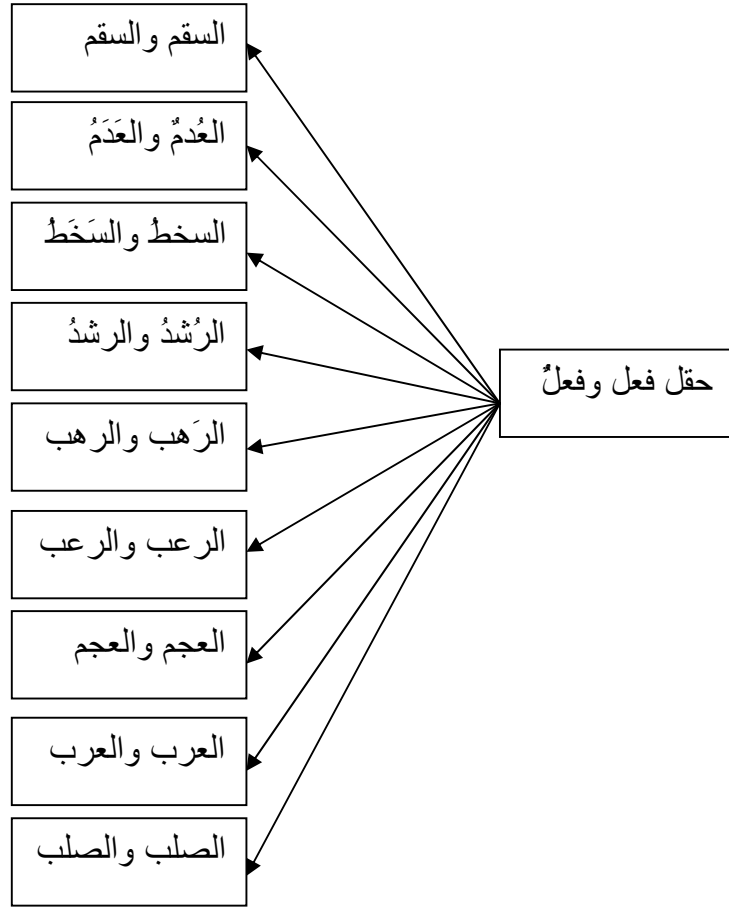 حقل فعل وفعلٌ
السقم والسقم
العُدمٌ والعَدَمُ
السخطُ والسَخَطُ
الرُشدُ والرشدُ
الرَهب والرهب
الرعب والرعب
العجم والعجم
العرب والعرب
الصلب والصلب